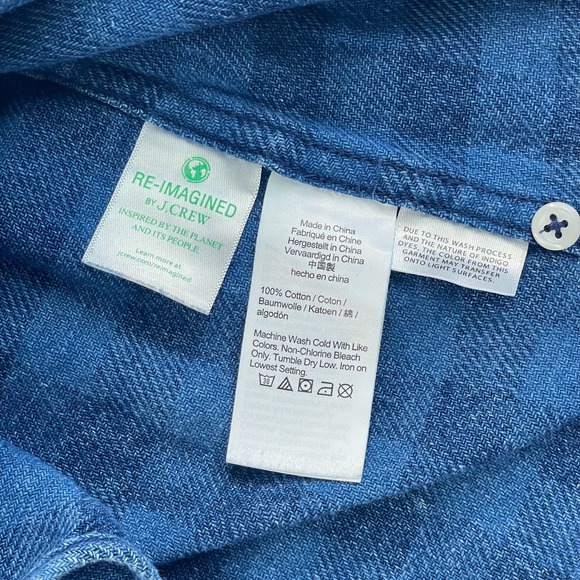 RE-IMAGINED
BY J.CREW
INSPIRED BY THE PLANET
AND ITS PEOPLE.
Learn more at
jcrew.com/reimagined
Made in China
Fabriqué en Chine
Hergestellt in China
Vervaardigd in China
中国製
hecho en china
100% Cotton / Coton /
Baumwolle / Katoen / 綿 /
algodón
Machine Wash Cold With Like
Colors. Non-Chlorine Bleach
Only. Tumble Dry Low. Iron on
Lowest Setting.
30
DUE TO THIS WASH PROCESS
AND THE NATURE OF INDIGO
DYES, THE COLOR FROM THIS
GARMENT MAY TRANSFER
ONTO LIGHT SURFACES.